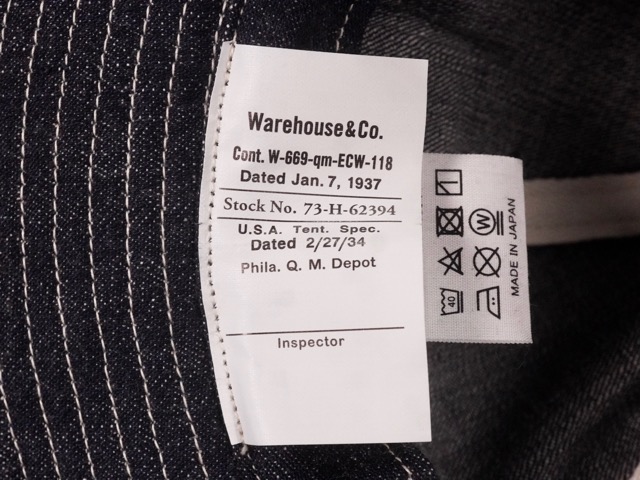 Warehouse&Co.
Cont. W-669-qm-ECW-118
Dated Jan. 7, 1937
Stock No. 73-H-62394
U.S.A. Tent. Spec.
Dated 2/27/34
Phila. Q. M. Depot
Inspector
40
W
MADE IN JAPAN